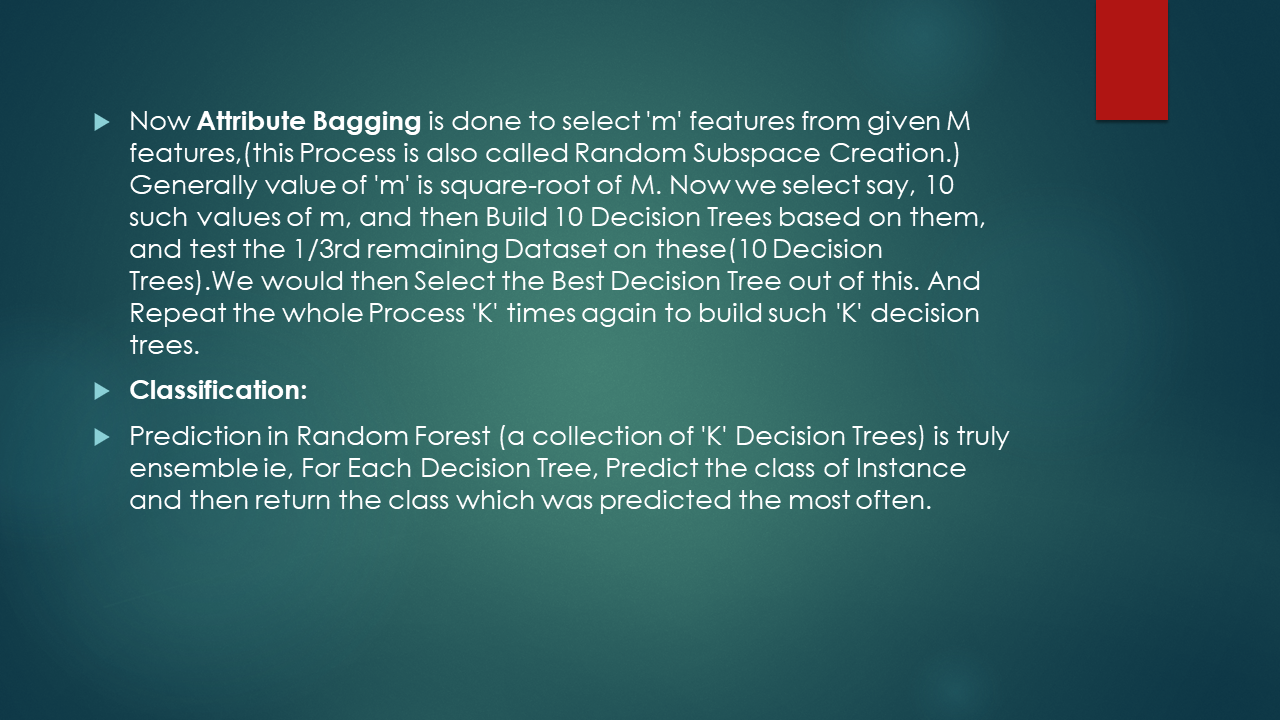 Now Attribute Bagging is done to select 'm' features from given M
features,(this Process is also called Random Subspace Creation.)
Generally value of 'm' is square-root of M. Now we select say, 10
such values of m, and then Build 10 Decision Trees based on them,
and test the 1/3rd remaining Dataset on these(10 Decision
Trees).We would then Select the Best Decision Tree out of this. And
Repeat the whole Process 'K' times again to build such 'K' decision
trees.
Classification:
Prediction in Random Forest (a collection of 'K' Decision Trees) is truly
ensemble ie, For Each Decision Tree, Predict the class of Instance
and then return the class which was predicted the most often.